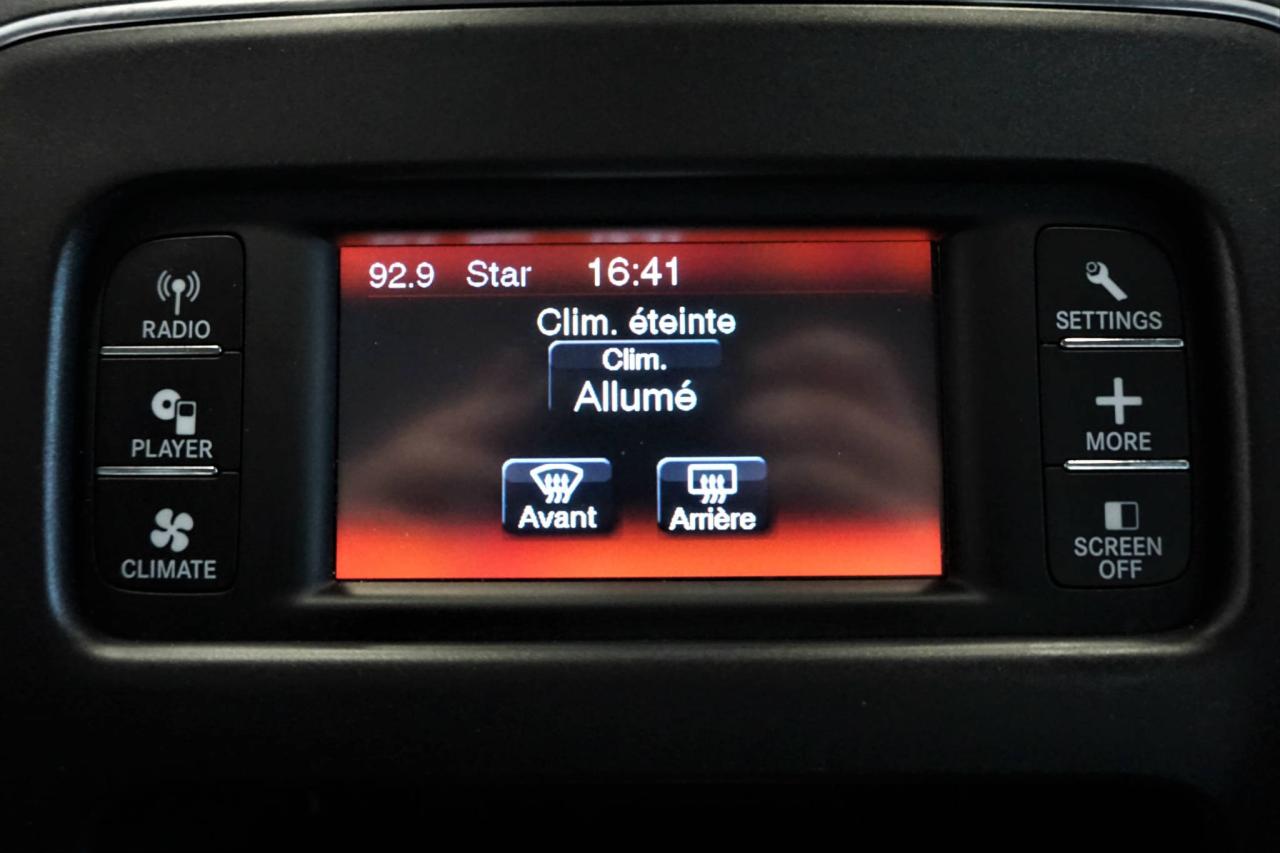 RADIO
PLAYER
CLIMATE
92.9 Star 16:41
Clim. éteinte
Clim.
Allumé
Avant
Arrière
SETTINGS
MORE
SCREEN
OFF